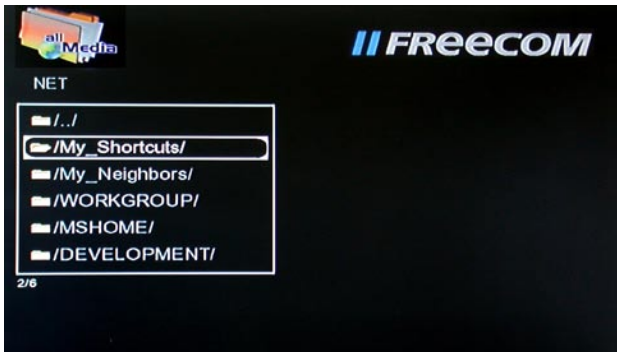 all Media
FREECOM
NET
/../
/My_Shortcuts/
/My_Neighbors/
/WORKGROUP/
/MSHOME/
/DEVELOPMENT/
2/6